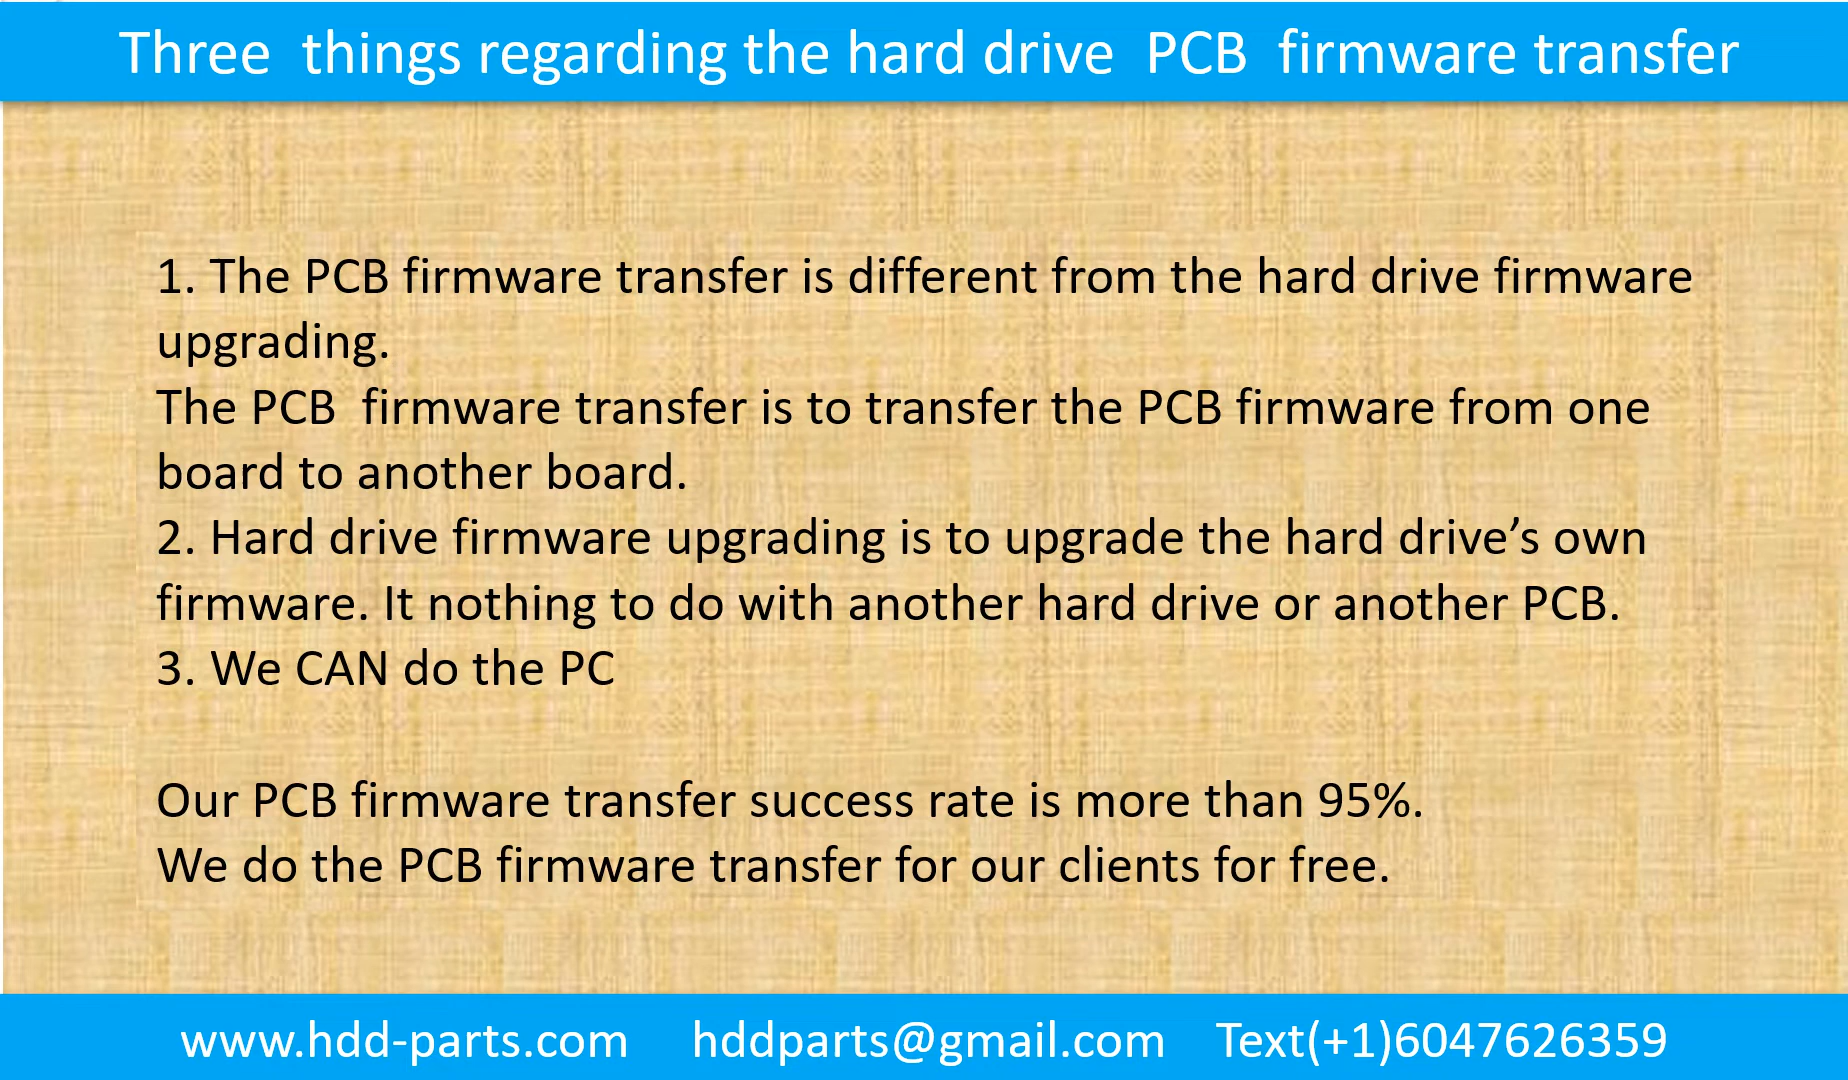 Three  things regarding the hard drive  PCB  firmware transfer
1. The PCB firmware transfer is different from the hard drive firmware
upgrading.
The PCB  firmware transfer is to transfer the PCB firmware from one
board to another board.
2. Hard drive firmware upgrading is to upgrade the hard drive’s own
firmware. It nothing to do with another hard drive or another PCB.
3. We CAN do the PC
Our PCB firmware transfer success rate is more than 95%.
We do the PCB firmware transfer for our clients for free.
www.hdd-parts.com    hddparts@gmail.com   Text(+1)6047626359